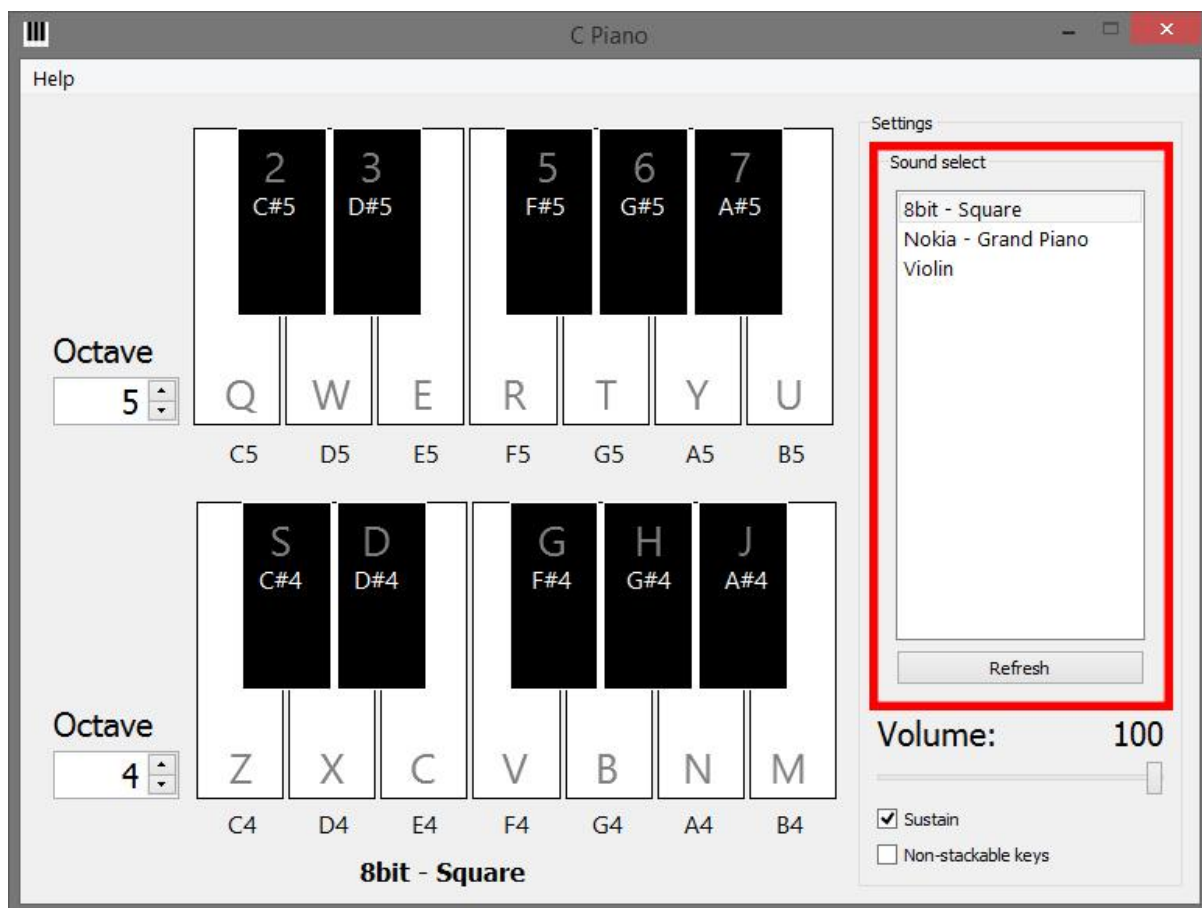 C Piano
Help
2 3 5 6 7
C#5 D#5 F#5 G#5 A#5
Octave
5
Q W E R T Y U
C5 D5 E5 F5 G5 A5 B5
S D G H J
C#4 D#4 F#4 G#4 A#4
Octave
4
Z X C V B N M
C4 D4 E4 F4 G4 A4 B4
8bit - Square
Settings
Sound select
8bit - Square
Nokia - Grand Piano
Violin
Refresh
Volume: 100
Sustain
Non-stackable keys